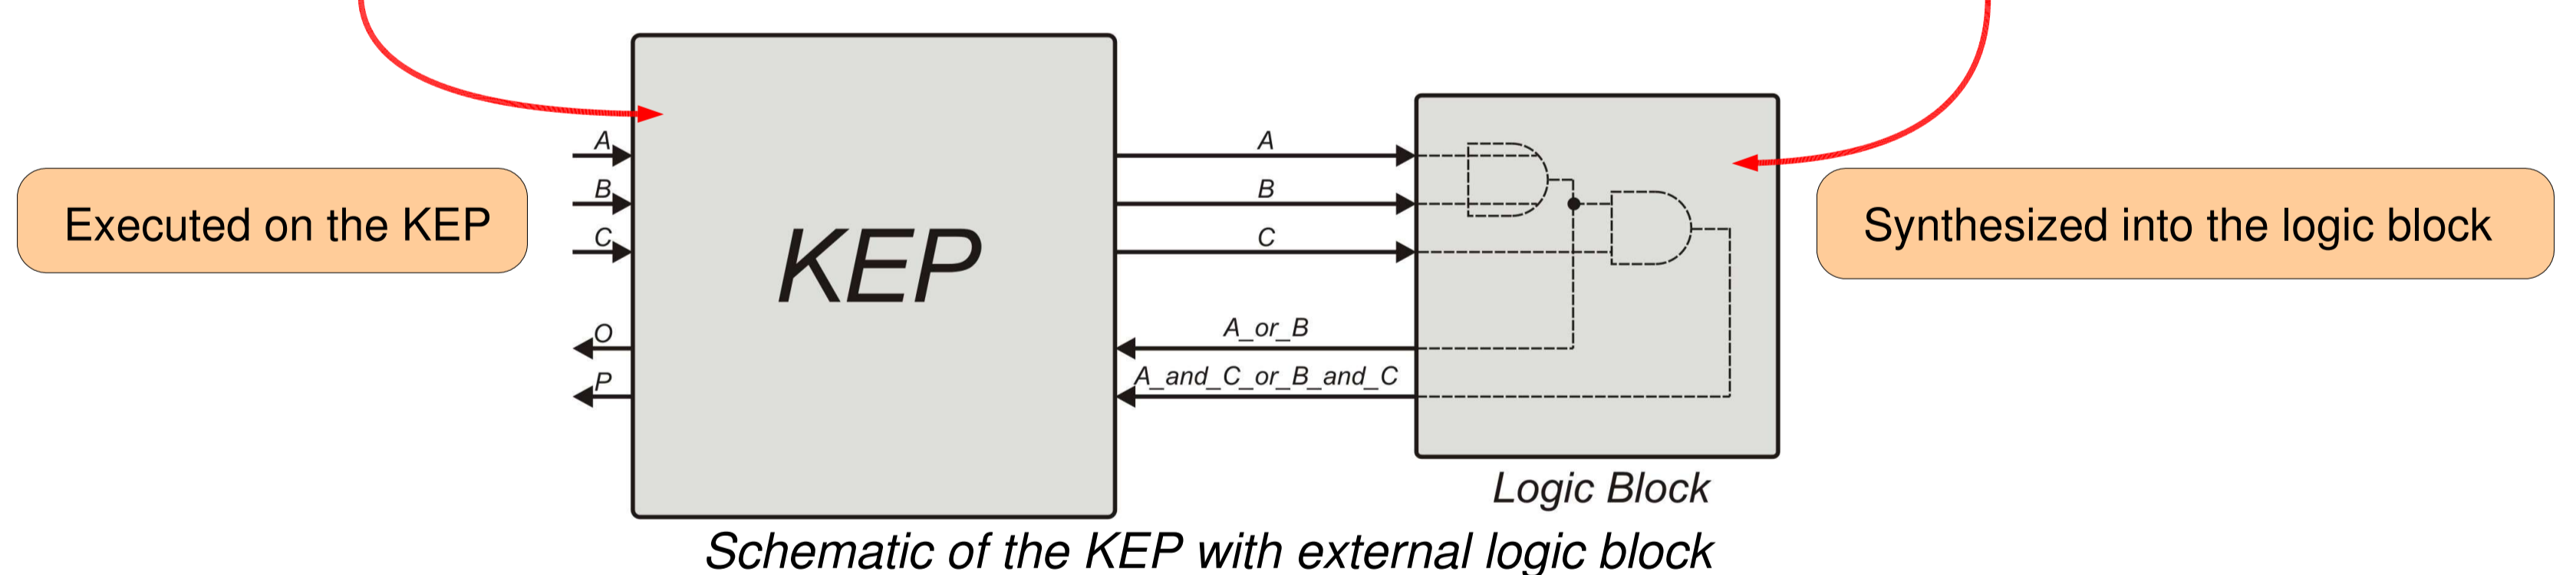 Executed on the KEP
A
B
C
O
P
KEP
A
B
C
A_or_B
A_and_C_or_B_and_C
Logic Block
Synthesized into the logic block
Schematic of the KEP with external logic block